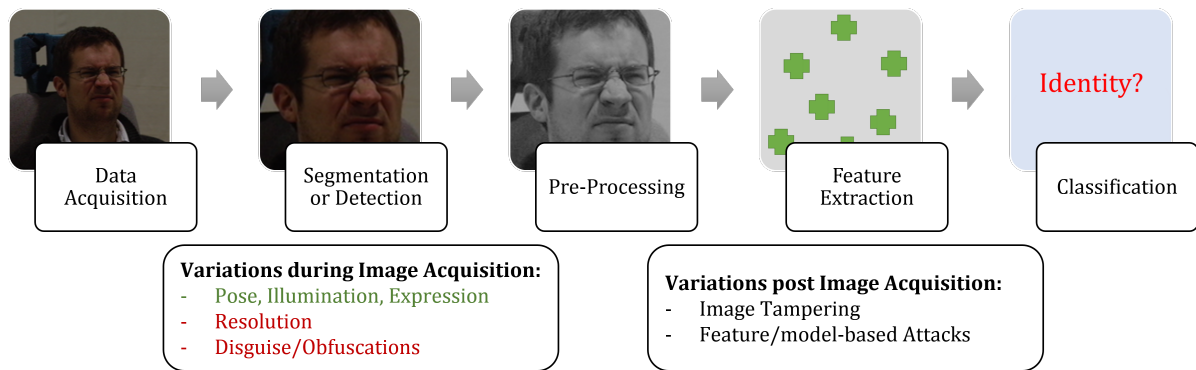 Identity?
Data
Acquisition
Segmentation
or Detection
Pre-Processing
Feature
Extraction
Classification
Variations during Image Acquisition:
- Pose, Illumination, Expression
- Resolution
- Disguise/Obfuscations
Variations post Image Acquisition:
- Image Tampering
- Feature/model-based Attacks